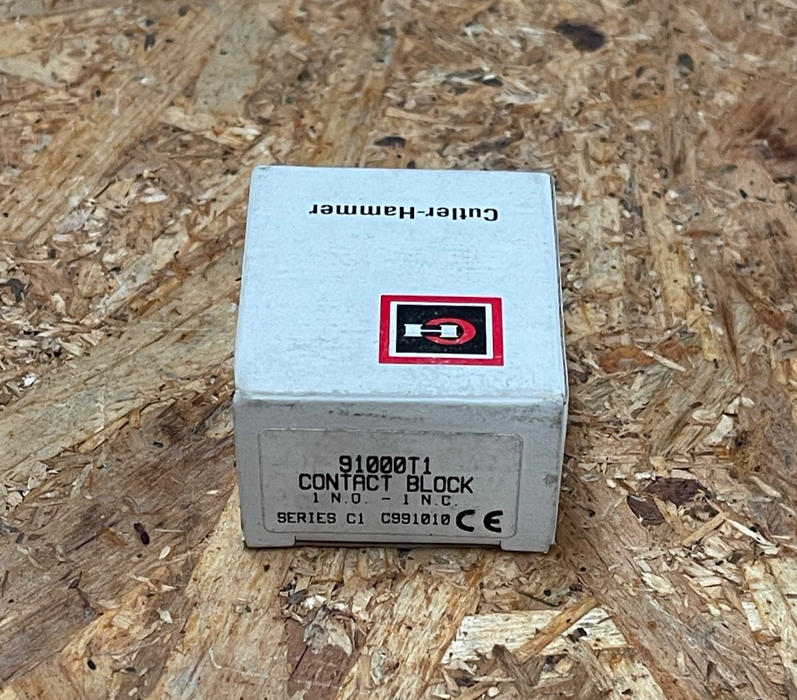 Cutler-Hammer
91000T1
CONTACT BLOCK
1 N.O. - 1 N.C.
SERIES C1 C991010 CE